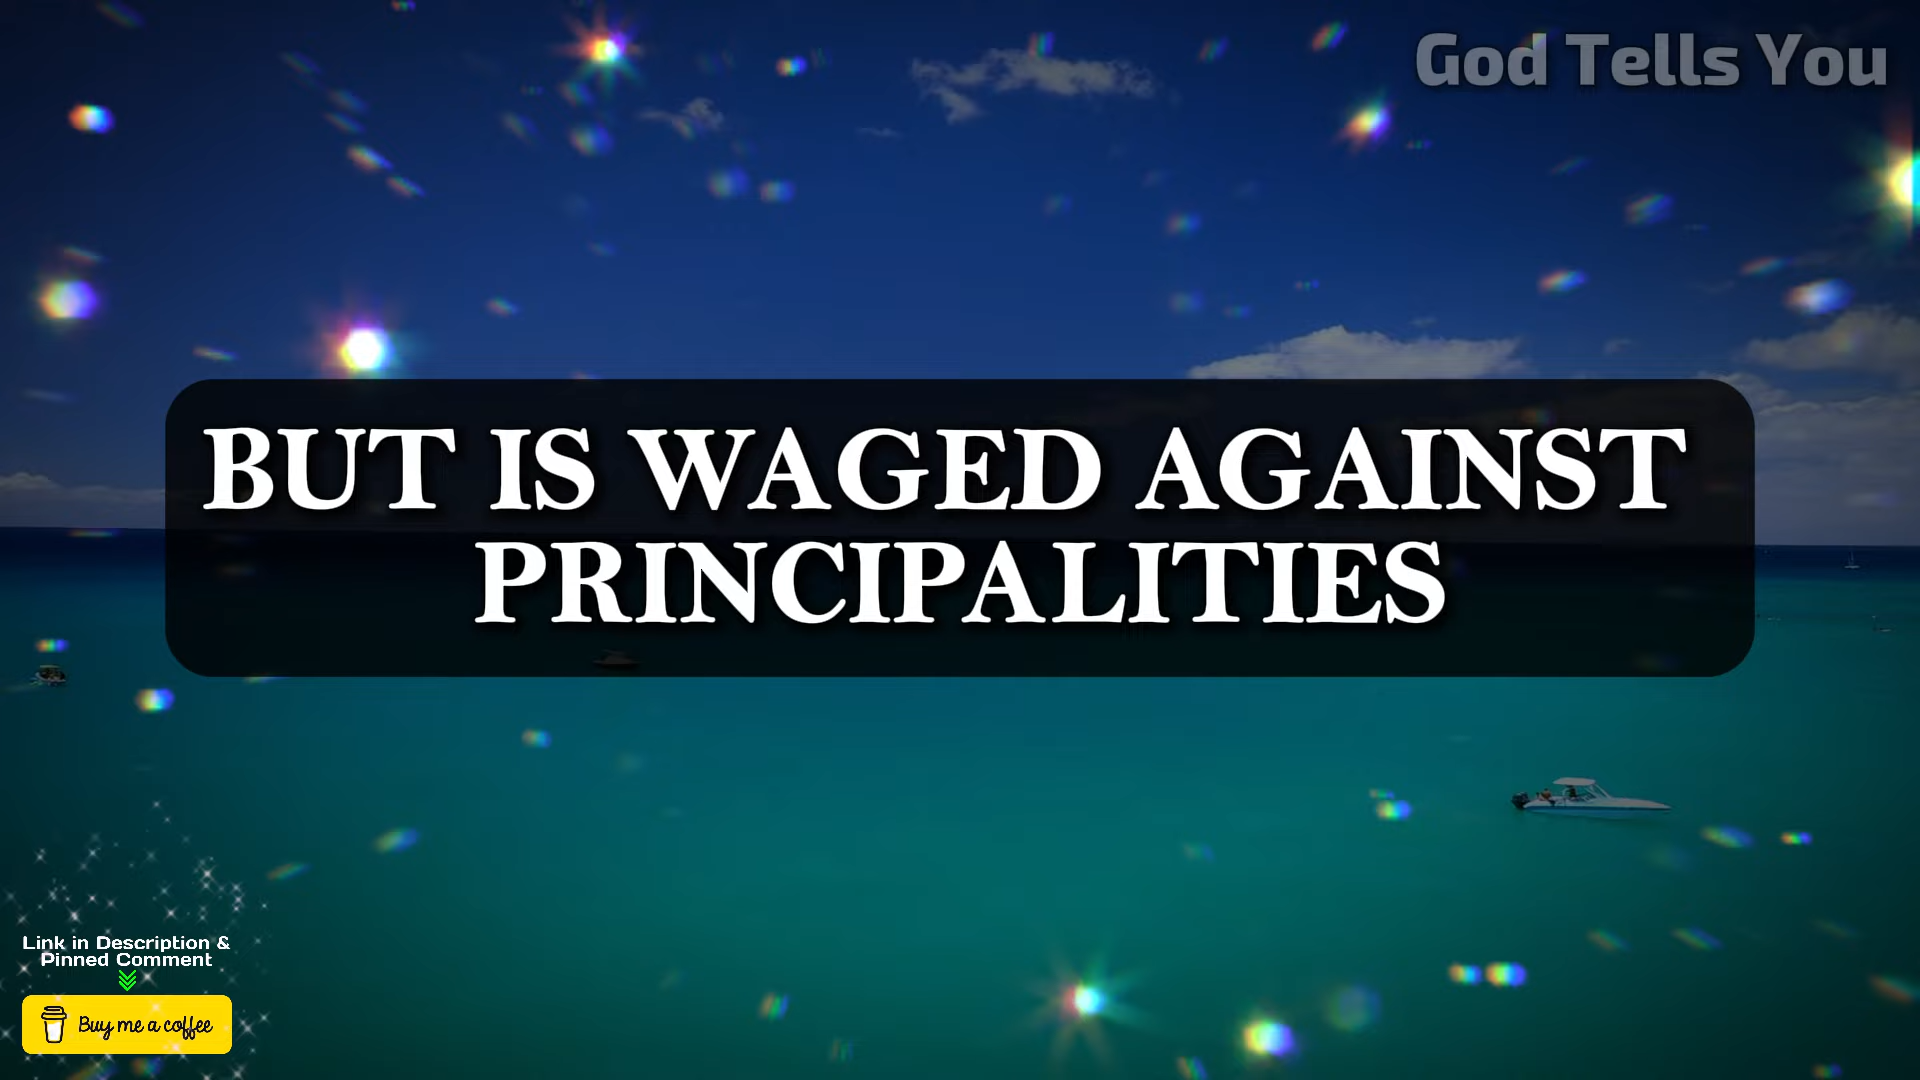 God Tells You
BUT IS WAGED AGAINST
PRINCIPALITIES
Link in Description &
Pinned Comment
Buy me a coffee